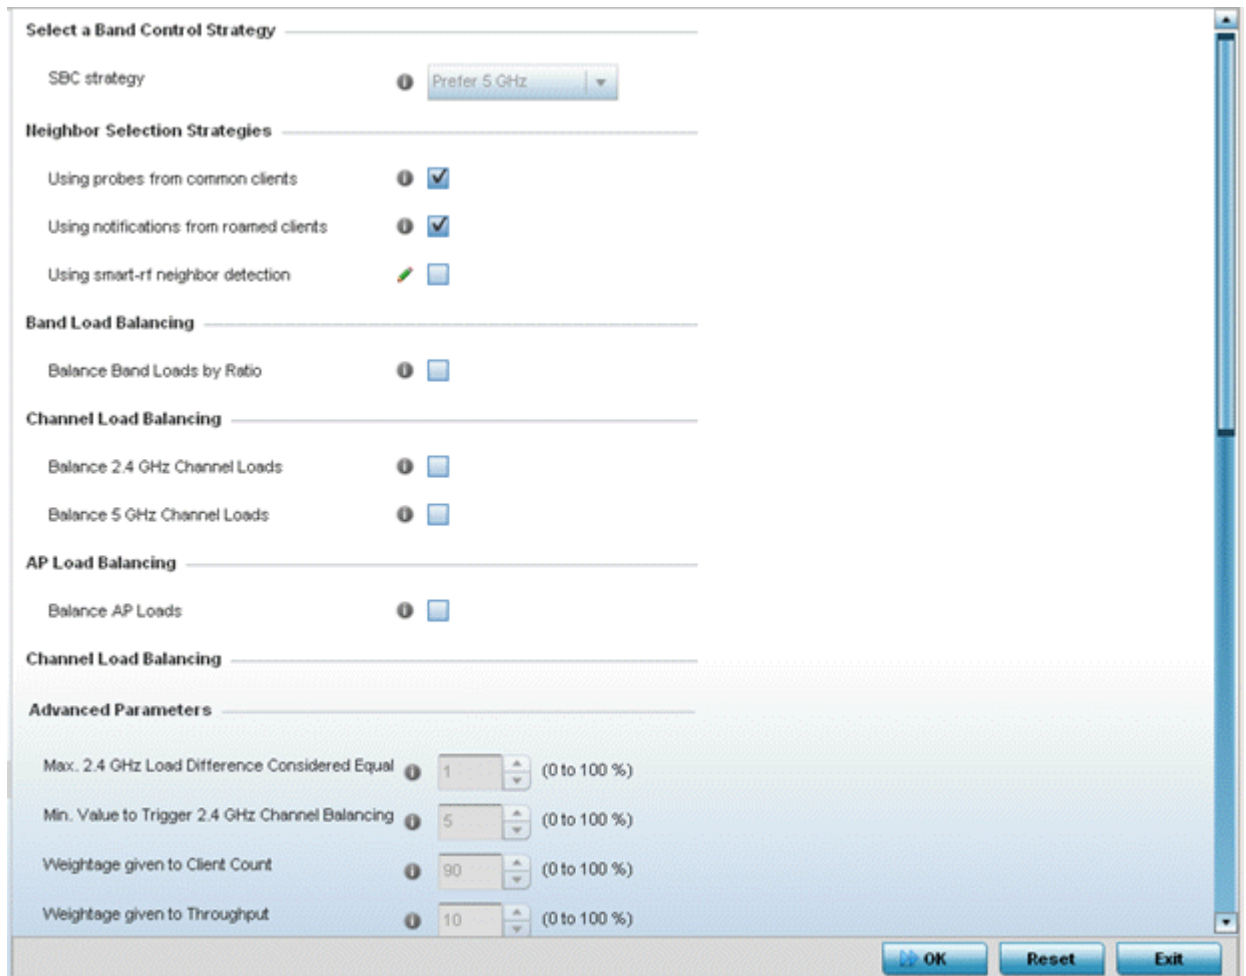 Select a Band Control Strategy
SBC strategy Prefer 5 GHz
Neighbor Selection Strategies
Using probes from common clients
Using notifications from roamed clients
Using smart-rf neighbor detection
Band Load Balancing
Balance Band Loads by Ratio
Channel Load Balancing
Balance 2.4 GHz Channel Loads
Balance 5 GHz Channel Loads
AP Load Balancing
Balance AP Loads
Channel Load Balancing
Advanced Parameters
Max. 2.4 GHz Load Difference Considered Equal 1 (0 to 100 %)
Min. Value to Trigger 2.4 GHz Channel Balancing 5 (0 to 100 %)
Weightage given to Client Count 90 (0 to 100 %)
Weightage given to Throughput 10 (0 to 100 %)
OK Reset Exit